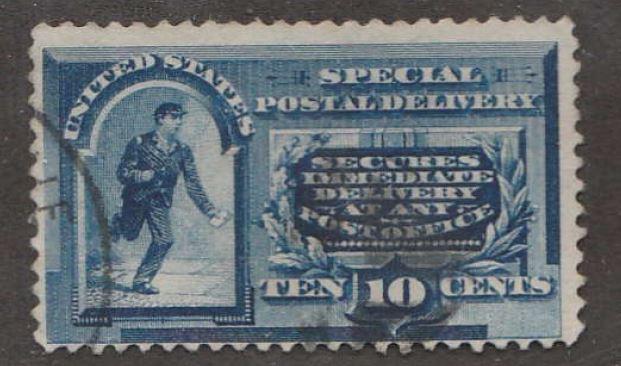 UNITED STATES
SPECIAL
POSTAL DELIVERY
SECURES
IMMEDIATE
DELIVERY
AT ANY
POST OFFICE
TEN 10 CENTS